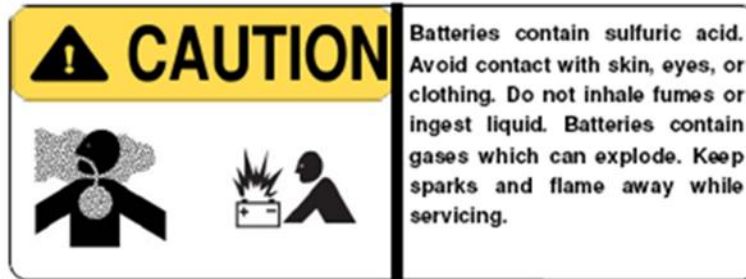 CAUTION
Batteries contain sulfuric acid.
Avoid contact with skin, eyes, or
clothing. Do not inhale fumes or
ingest liquid. Batteries contain
gases which can explode. Keep
sparks and flame away while
servicing.